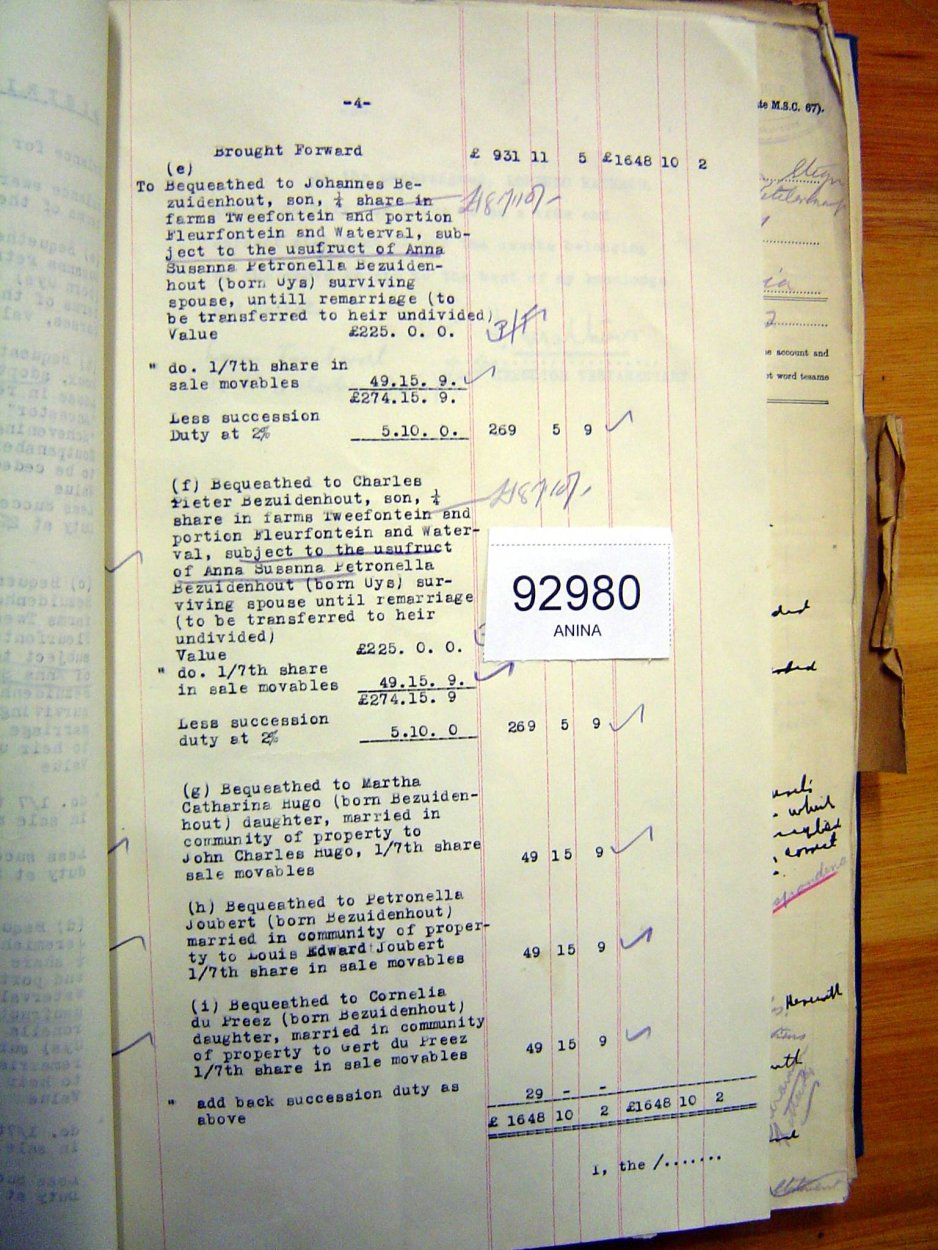 -4-
Brought Forward £ 931 11 5 £1648 10 2
(e)
To Bequeathed to Johannes Be-
zuidenhout, son, ¼ share in
farms Tweefontein and portion
Fleurfontein and Waterval, sub-
ject to the usufruct of Anna
Susanna Petronella Bezuiden-
hout (born Uys) surviving
spouse, untill remarriage (to
be transferred to heir undivided)
Value £225. 0. 0.
" do. 1/7th share in
sale movables 49.15. 9.
£274.15. 9.
Less succession
Duty at 2% 5.10. 0. 269 5 9
(f) Bequeathed to Charles
Pieter Bezuidenhout, son, ¼
share in farms Tweefontein and
portion Fleurfontein and Water-
val, subject to the usufruct
of Anna Susanna Petronella
Bezuidenhout (born Uys) sur-
viving spouse until remarriage
(to be transferred to heir
undivided)
Value £225. 0. 0.
" do. 1/7th share
in sale movables 49.15. 9.
£274.15. 9
Less succession
duty at 2% 5.10. 0 269 5 9
(g) Bequeathed to Martha
Catharina Hugo (born Bezuiden-
hout) daughter, married in
community of property to
John Charles Hugo, 1/7th share
sale movables 49 15 9
(h) Bequeathed to Petronella
Joubert (born Bezuidenhout)
married in community of proper-
ty to Louis Edward Joubert
1/7th share in sale movables 49 15 9
(i) Bequeathed to Cornelia
du Preez (born Bezuidenhout)
daughter, married in community
of property to Gert du Preez
1/7th share in sale movables 49 15 9
" add back succession duty as
above 29 - -
£ 1648 10 2 £1648 10 2
I, the /.......
92980
ANINA
te M.S.C. 67).
e account and
t word tesame